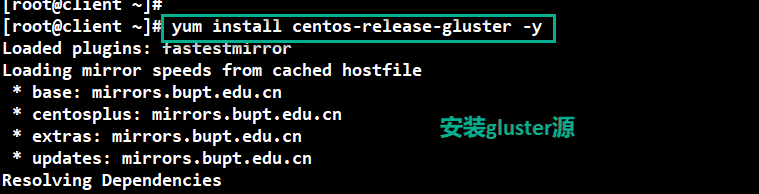 [root@client ~]#
[root@client ~]# yum install centos-release-gluster -y
Loaded plugins: fastestmirror
Loading mirror speeds from cached hostfile
 * base: mirrors.bupt.edu.cn
 * centosplus: mirrors.bupt.edu.cn
 * extras: mirrors.bupt.edu.cn
 * updates: mirrors.bupt.edu.cn
安装gluster源
Resolving Dependencies